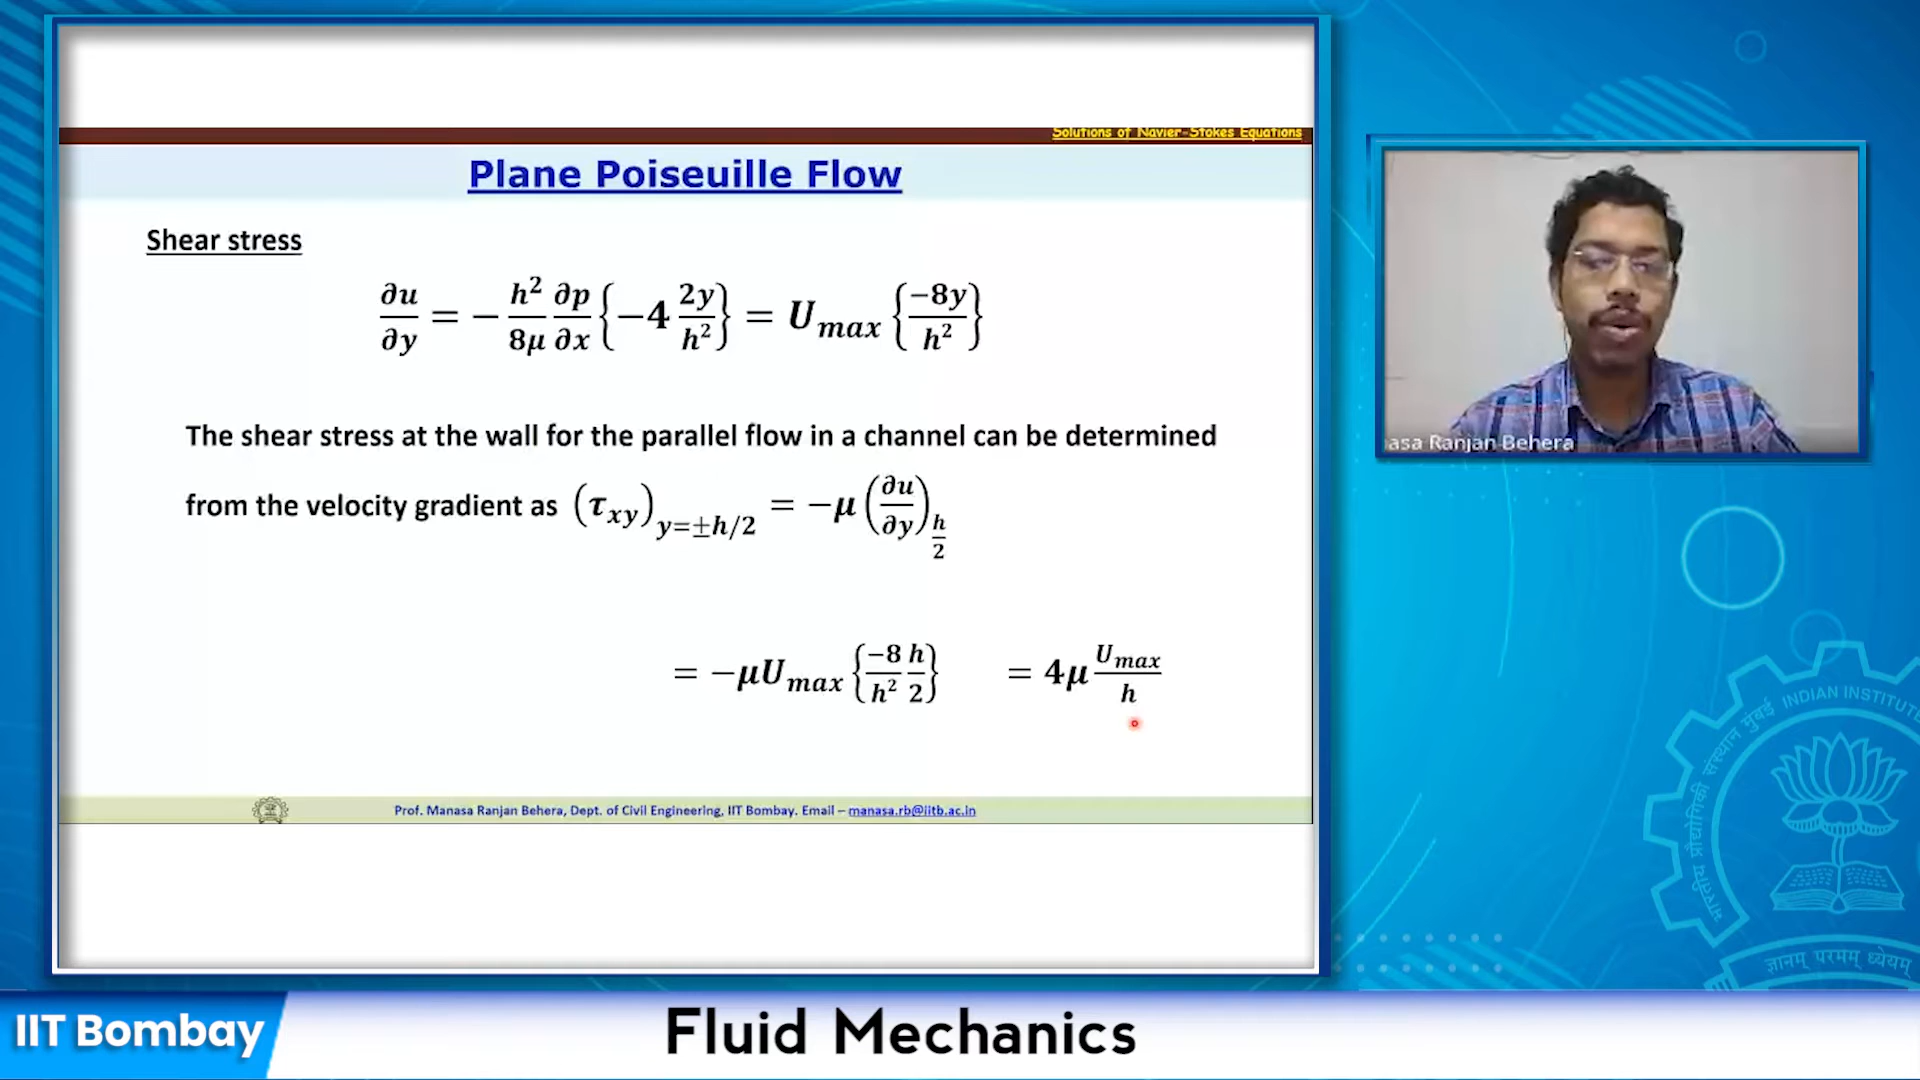 Solutions of Navier-Stokes Equations
Plane Poiseuille Flow
Shear stress
∂u/∂y = −h²/8μ ∂p/∂x {−4 2y/h²} = U_max {−8y/h²}
The shear stress at the wall for the parallel flow in a channel can be determined
from the velocity gradient as (τ_xy)_{y=±h/2} = −μ (∂u/∂y)_{h/2}
= −μU_max {−8/h² h/2} = 4μ U_max/h
Prof. Manasa Ranjan Behera, Dept. of Civil Engineering, IIT Bombay. Email – manasa.rb@iitb.ac.in
asa Ranjan Behera
भारतीय प्रौद्योगिकी संस्थान मुंबई
INDIAN INSTITUTE
ज्ञानम् परमम् ध्येयम्
IIT Bombay
Fluid Mechanics